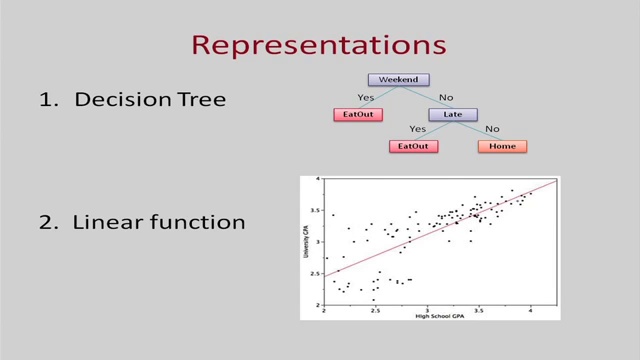 Representations
1. Decision Tree
Weekend
Yes No
EatOut Late
Yes No
EatOut Home
2. Linear function
4
3.5
3
2.5
2
University GPA
2 2.5 3 3.5 4
High School GPA